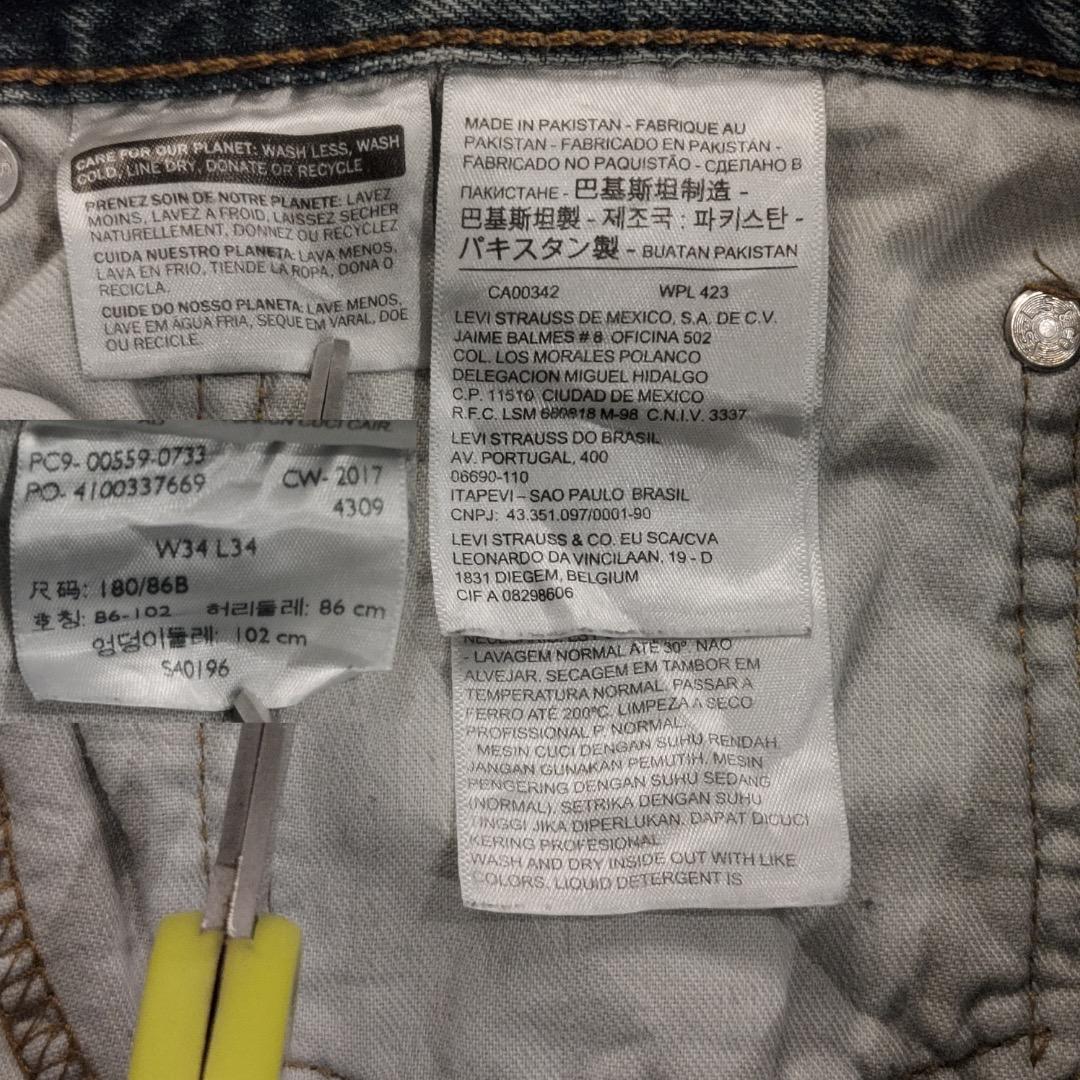 CARE FOR OUR PLANET: WASH LESS, WASH
COLD, LINE DRY, DONATE OR RECYCLE
PRENEZ SOIN DE NOTRE PLANETE: LAVEZ
MOINS, LAVEZ A FROID, LAISSEZ SECHER
NATURELLEMENT, DONNEZ OU RECYCLEZ
CUIDA NUESTRO PLANETA: LAVA MENOS,
LAVA EN FRIO, TIENDE LA ROPA, DONA O
RECICLA.
CUIDE DO NOSSO PLANETA: LAVE MENOS,
LAVE EM AGUA FRIA, SEQUE EM VARAL, DOE
OU RECICLE.
MADE IN PAKISTAN - FABRIQUE AU
PAKISTAN - FABRICADO EN PAKISTÁN -
FABRICADO NO PAQUISTÃO - СДЕЛАНО В
ПАКИСТАНЕ - 巴基斯坦制造 -
巴基斯坦製 - 제조국 : 파키스탄 -
パキスタン製 - BUATAN PAKISTAN
CA00342 WPL 423
LEVI STRAUSS DE MEXICO, S.A. DE C.V.
JAIME BALMES # 8 OFICINA 502
COL. LOS MORALES POLANCO
DELEGACION MIGUEL HIDALGO
C.P. 11510 CIUDAD DE MEXICO
R.F.C. LSM M-98 C.N.I.V. 3337
LEVI STRAUSS DO BRASIL
AV. PORTUGAL, 400
06690-110
ITAPEVI – SAO PAULO BRASIL
CNPJ: 43.351.097/0001-90
LEVI STRAUSS & CO. EU SCA/CVA
LEONARDO DA VINCILAAN, 19 - D
1831 DIEGEM, BELGIUM
CIF A 08298606
- LAVAGEM NORMAL ATÉ 30º. NÃO
ALVEJAR. SECAGEM EM TAMBOR EM
TEMPERATURA NORMAL. PASSAR A
FERRO ATÉ 200ºC. LIMPEZA A SECO
PROFISSIONAL P. NORMAL.
- MESIN CUCI DENGAN SUHU RENDAH.
JANGAN GUNAKAN PEMUTIH. MESIN
PENGERING DENGAN SUHU SEDANG
(NORMAL). SETRIKA DENGAN SUHU
TINGGI JIKA DIPERLUKAN. DAPAT DICUCI
KERING PROFESIONAL
WASH AND DRY INSIDE OUT WITH LIKE
COLORS. LIQUID DETERGENT IS
PC9- 00559-0733
PO- 4100337669 CW- 2017
4309
W34 L34
尺码: 180/86B
호칭: 86-102 허리둘레: 86 cm
엉덩이둘레: 102 cm
S40196